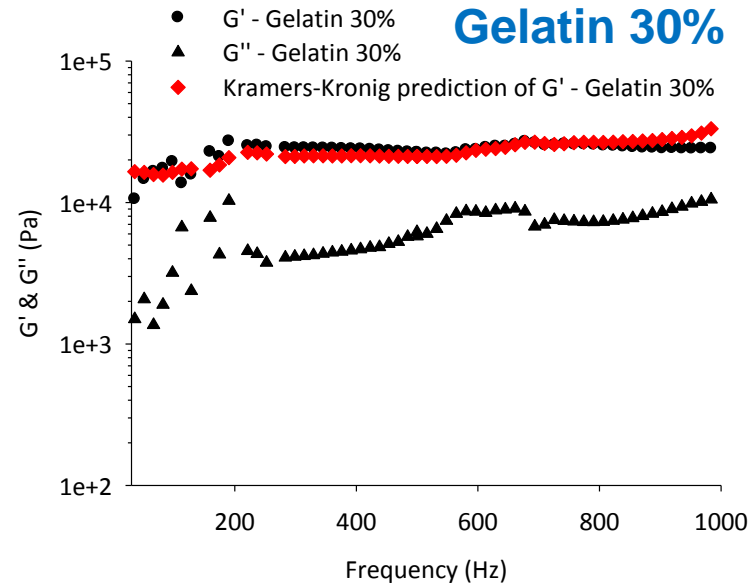 G' - Gelatin 30%
Gelatin 30%
G'' - Gelatin 30%
Kramers-Kronig prediction of G' - Gelatin 30%
1e+5
1e+4
1e+3
1e+2
G' & G'' (Pa)
200
400
600
800
1000
Frequency (Hz)